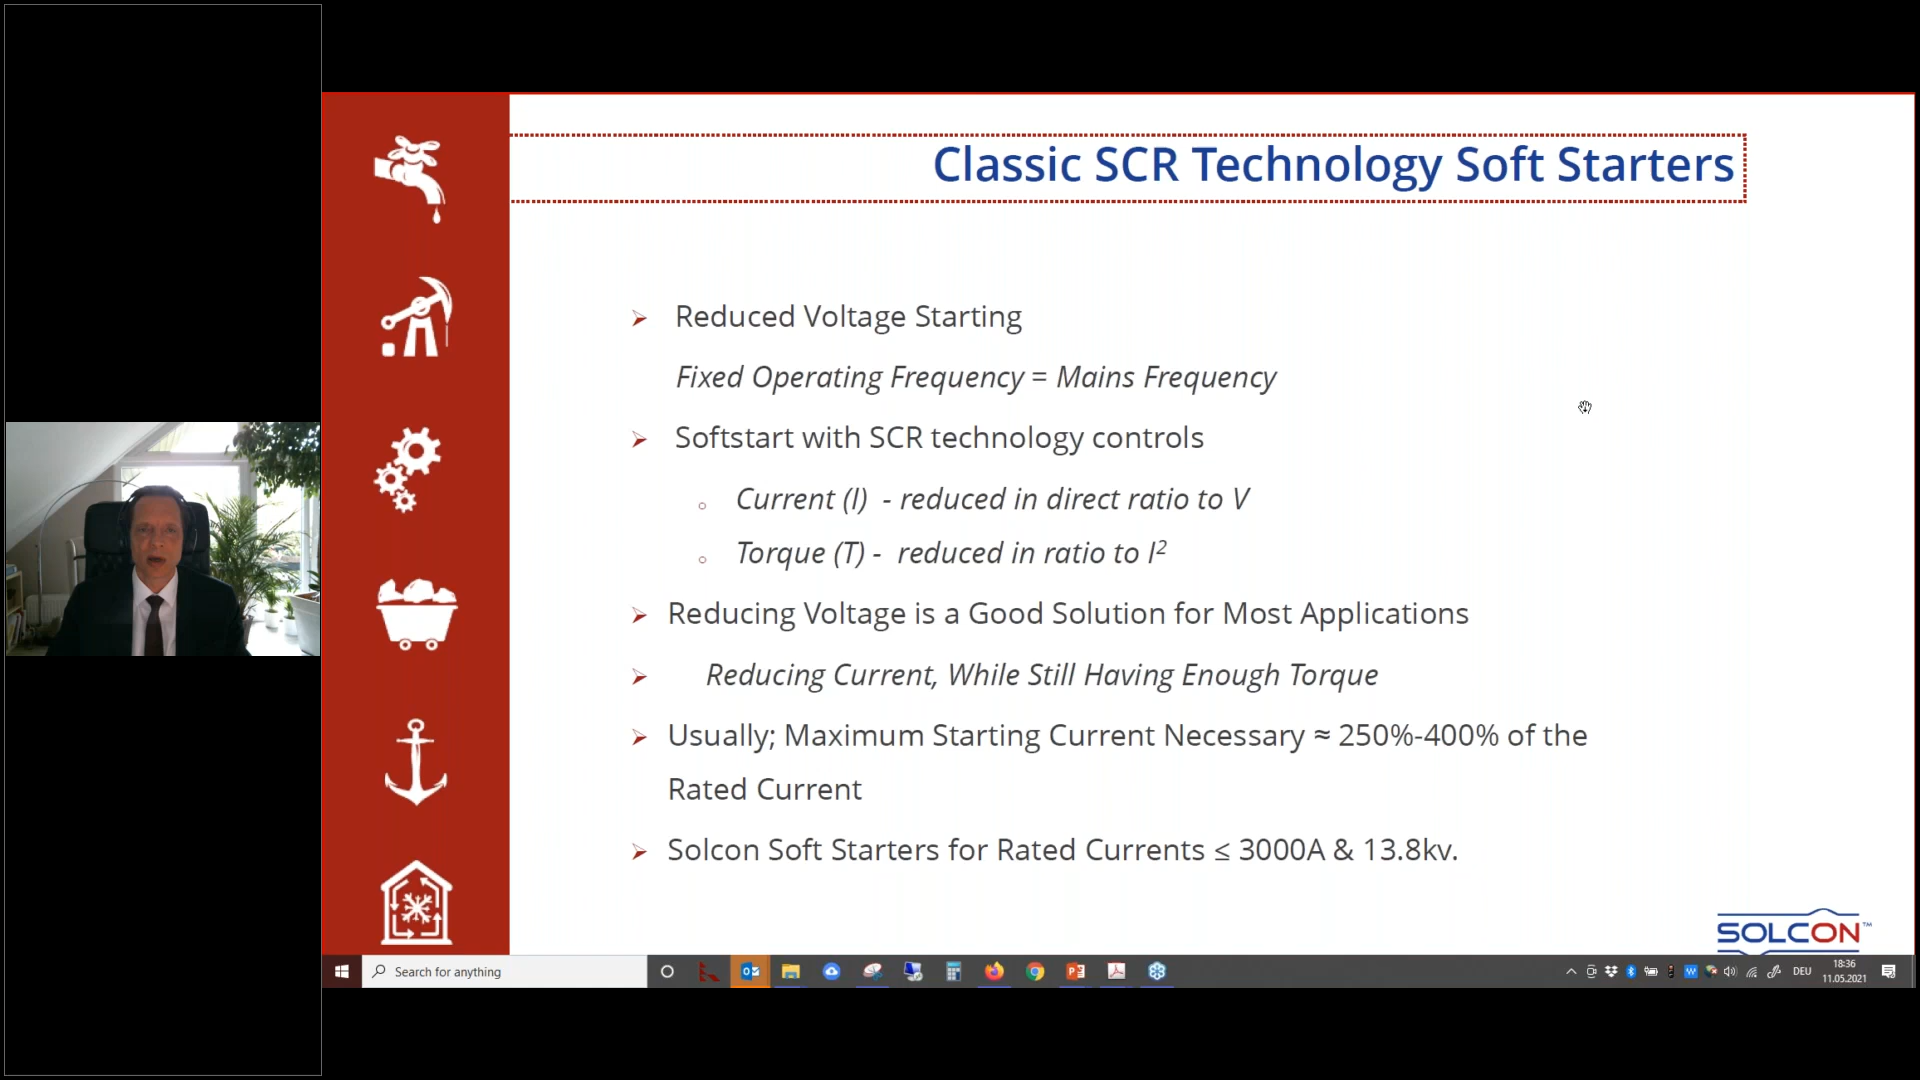 Classic SCR Technology Soft Starters
Reduced Voltage Starting
Fixed Operating Frequency = Mains Frequency
Softstart with SCR technology controls
Current (I) - reduced in direct ratio to V
Torque (T) - reduced in ratio to I²
Reducing Voltage is a Good Solution for Most Applications
Reducing Current, While Still Having Enough Torque
Usually; Maximum Starting Current Necessary ≈ 250%-400% of the
Rated Current
Solcon Soft Starters for Rated Currents ≤ 3000A & 13.8kv.
SOLCON™
Search for anything
DEU
18:36
11.05.2021